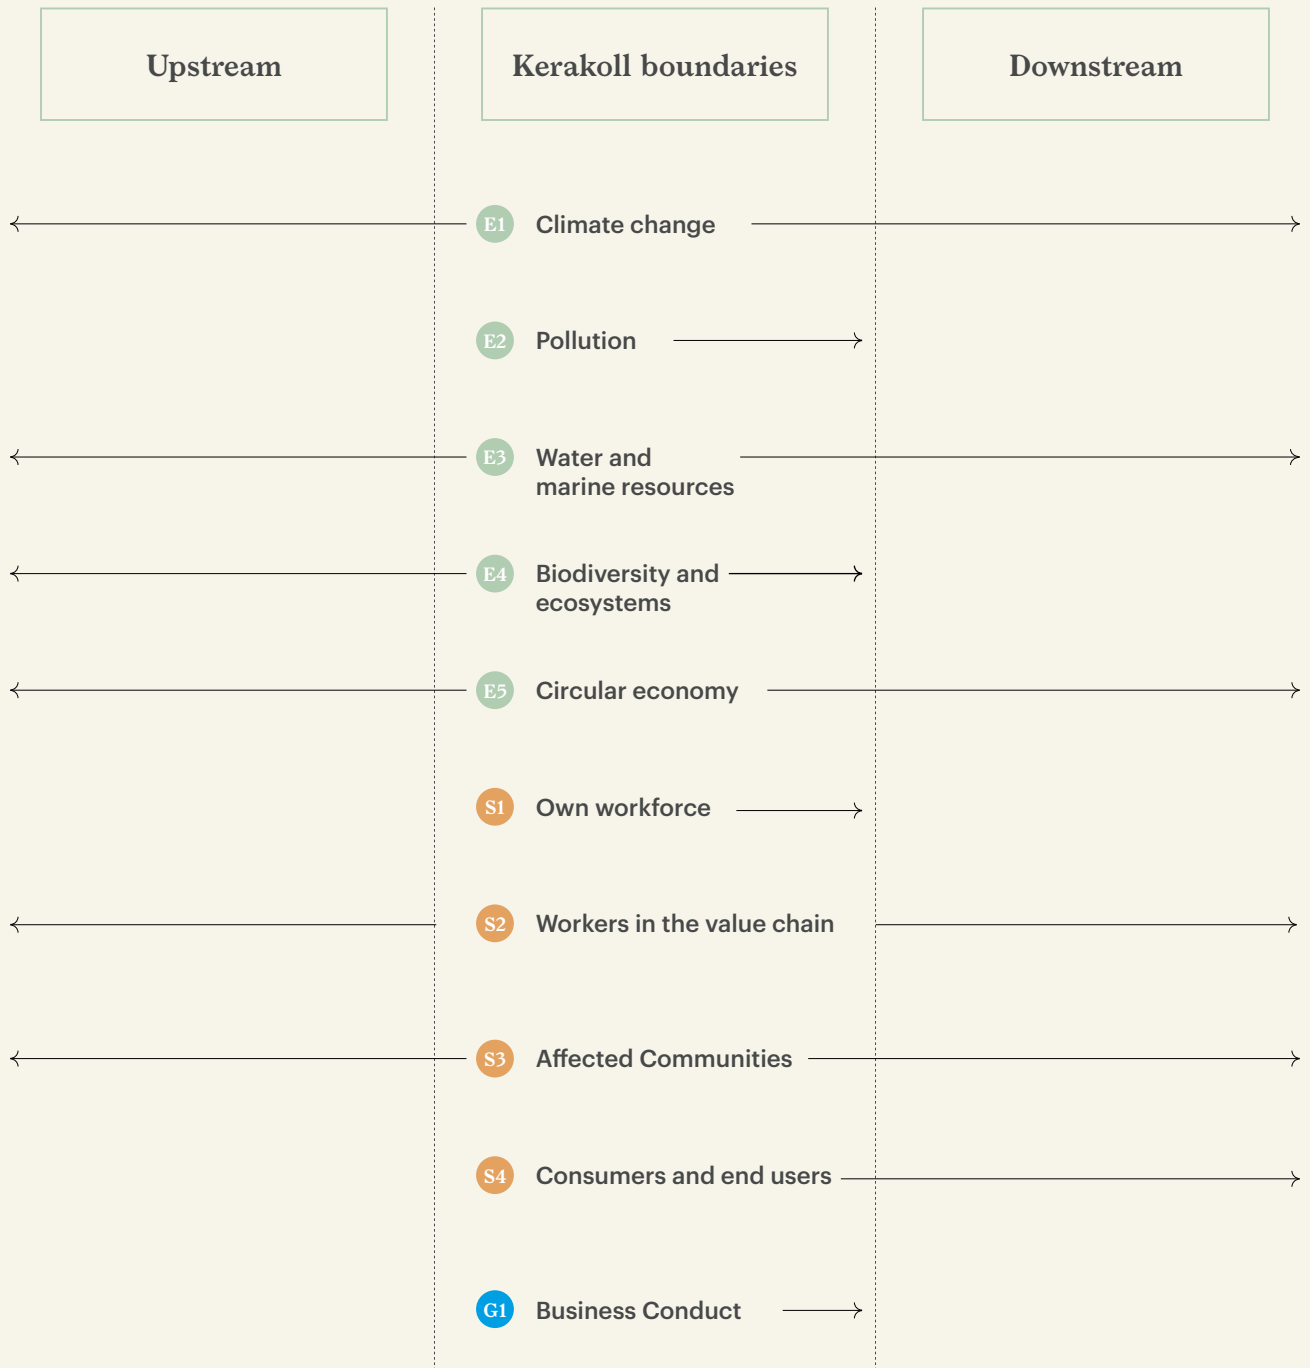 Upstream
Kerakoll boundaries
Downstream
E1 Climate change
E2 Pollution
E3 Water and
marine resources
E4 Biodiversity and
ecosystems
E5 Circular economy
S1 Own workforce
S2 Workers in the value chain
S3 Affected Communities
S4 Consumers and end users
G1 Business Conduct